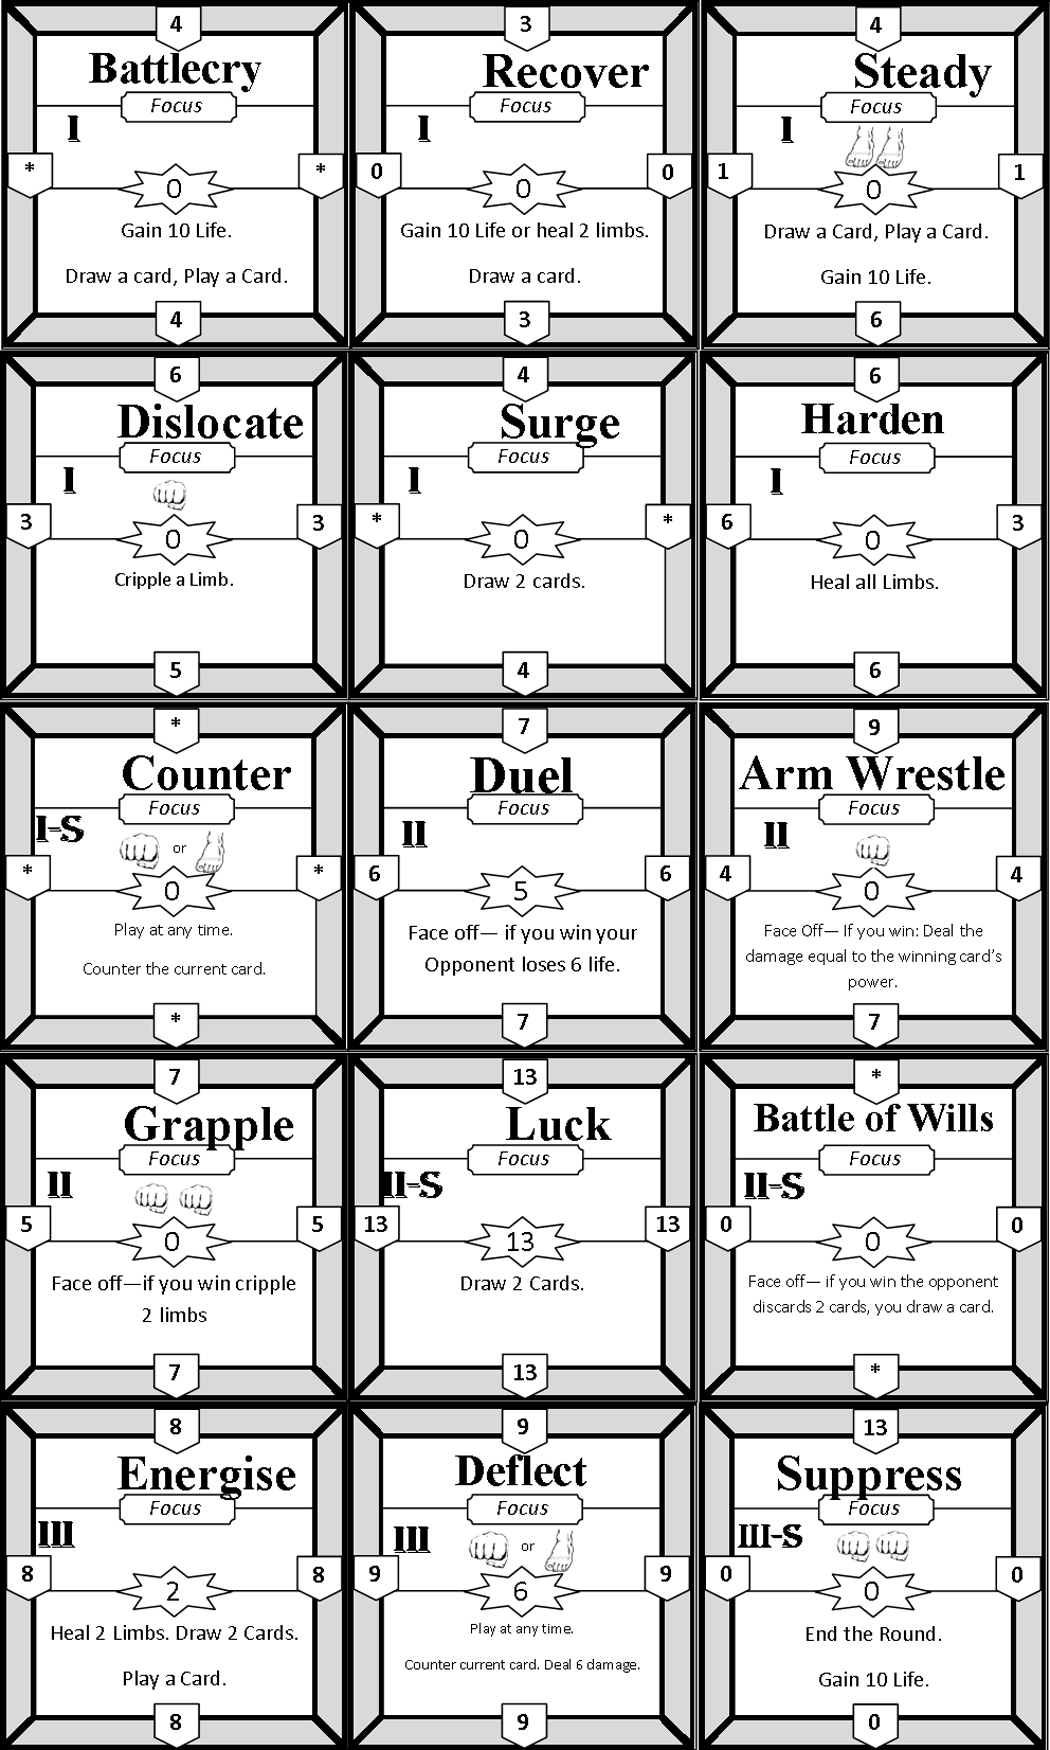 4
Battlecry
Focus
I
* *
0
Gain 10 Life.
Draw a card, Play a Card.
4
3
Recover
Focus
I
0 0
0
Gain 10 Life or heal 2 limbs.
Draw a card.
3
4
Steady
Focus
I
1 1
0
Draw a Card, Play a Card.
Gain 10 Life.
6
6
Dislocate
Focus
I
3 3
0
Cripple a Limb.
5
4
Surge
Focus
I
* *
0
Draw 2 cards.
4
6
Harden
Focus
I
6 3
0
Heal all Limbs.
6
*
Counter
Focus
I-S
or
* *
0
Play at any time.
Counter the current card.
*
7
Duel
Focus
II
6 6
5
Face off— if you win your
Opponent loses 6 life.
7
9
Arm Wrestle
Focus
II
4 4
0
Face Off— If you win: Deal the
damage equal to the winning card's
power.
7
7
Grapple
Focus
II
5 5
0
Face off—if you win cripple
2 limbs
7
13
Luck
Focus
II-S
13 13
13
Draw 2 Cards.
13
*
Battle of Wills
Focus
II-S
0 0
0
Face off— if you win the opponent
discards 2 cards, you draw a card.
*
8
Energise
Focus
III
8 8
2
Heal 2 Limbs. Draw 2 Cards.
Play a Card.
8
9
Deflect
Focus
III
or
9 9
6
Play at any time.
Counter current card. Deal 6 damage.
9
13
Suppress
Focus
III-S
0 0
0
End the Round.
Gain 10 Life.
0